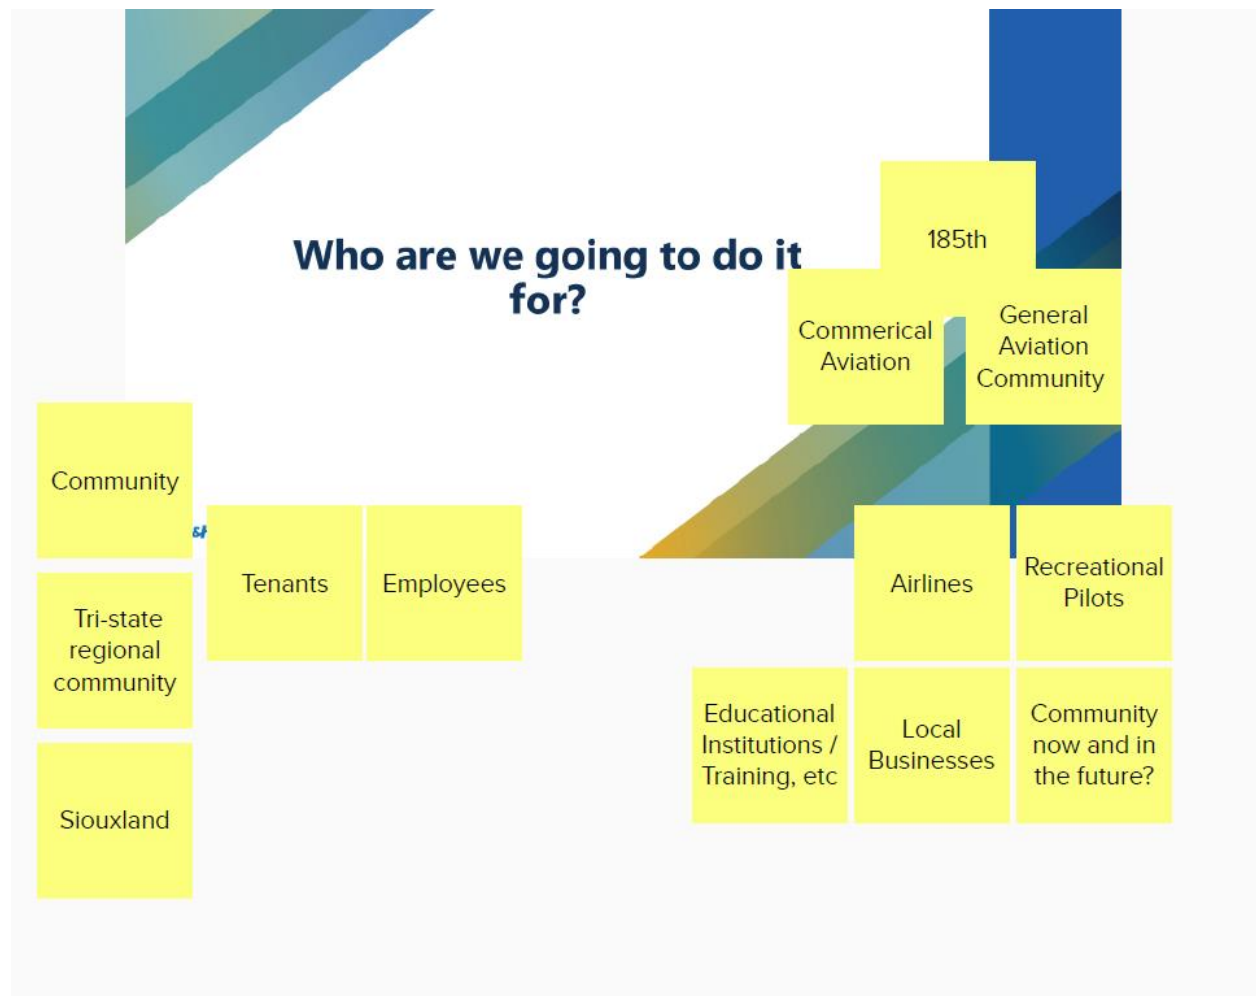 Who are we going to do it
for?
185th
Commerical
Aviation
General
Aviation
Community
Community
Tenants
Employees
Tri-state
regional
community
Siouxland
Airlines
Recreational
Pilots
Educational
Institutions /
Training, etc
Local
Businesses
Community
now and in
the future?